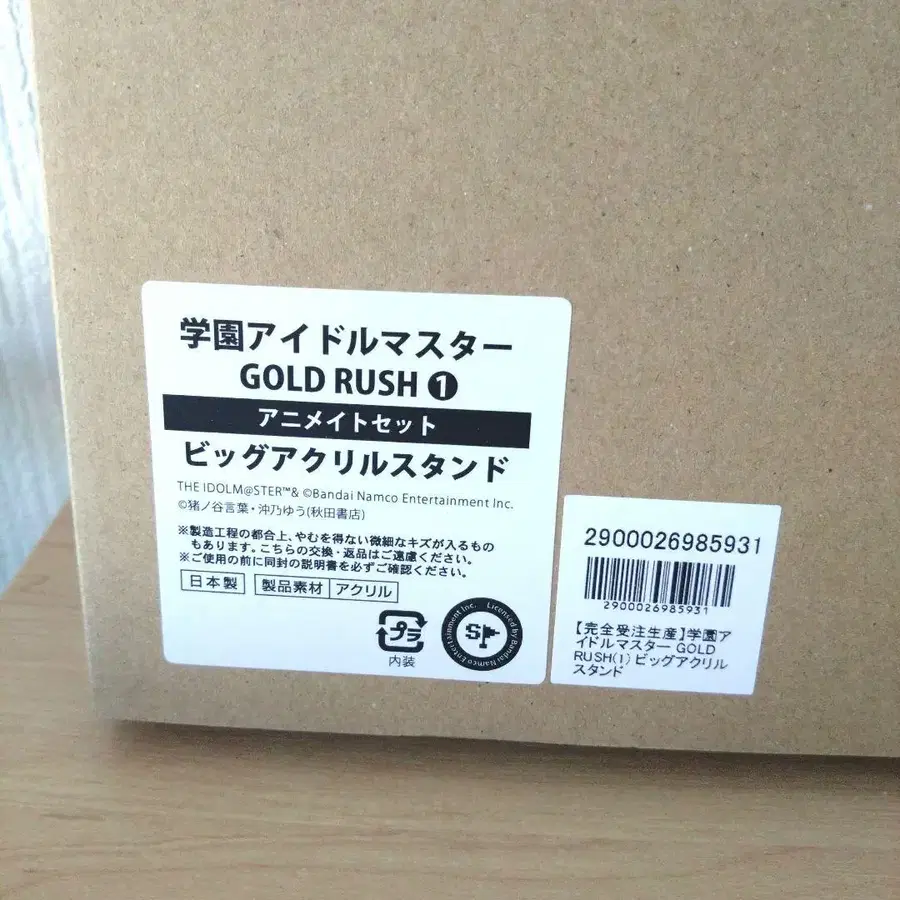 学園アイドルマスター
GOLD RUSH ❶
アニメイトセット
ビッグアクリルスタンド
THE IDOLM@STER™& ©Bandai Namco Entertainment Inc.
©猪ノ谷言葉・沖乃ゆう(秋田書店)
※製造工程の都合上、やむを得ない微細なキズが入るもの
もあります。こちらの交換・返品はご遠慮ください。
※ご使用の前に同封の説明書を必ずご確認ください。
日本製 製品素材 アクリル
プラ
内装
Licensed by Bandai Namco Entertainment Inc.
SP
2900026985931
2900026985931
【完全受注生産】学園ア
イドルマスター GOLD
RUSH(1) ビッグアクリル
スタンド